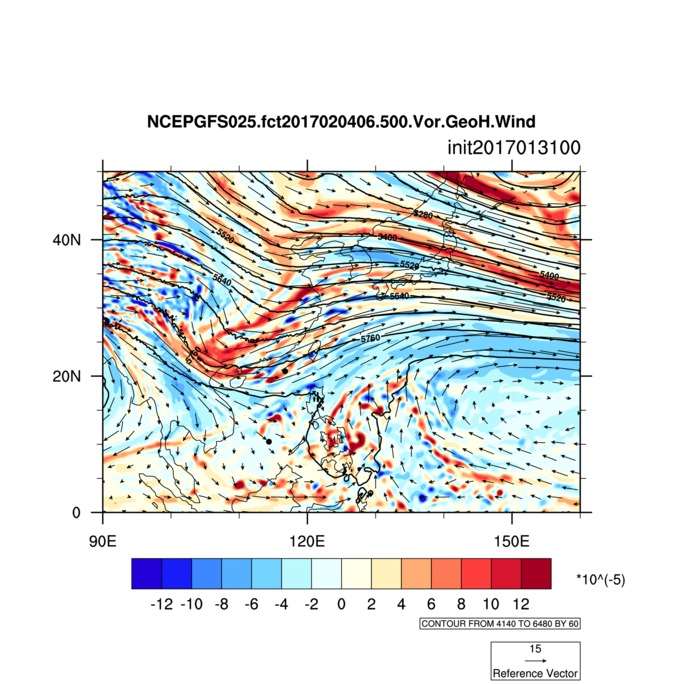 NCEPGFS025.fct2017020406.500.Vor.GeoH.Wind
init2017013100
5280
5520
5400
5520
5640
5400
5640
5520
5760
40N
20N
0
90E 120E 150E
-12 -10 -8 -6 -4 -2 0 2 4 6 8 10 12
*10^(-5)
CONTOUR FROM 4140 TO 6480 BY 60
15
Reference Vector